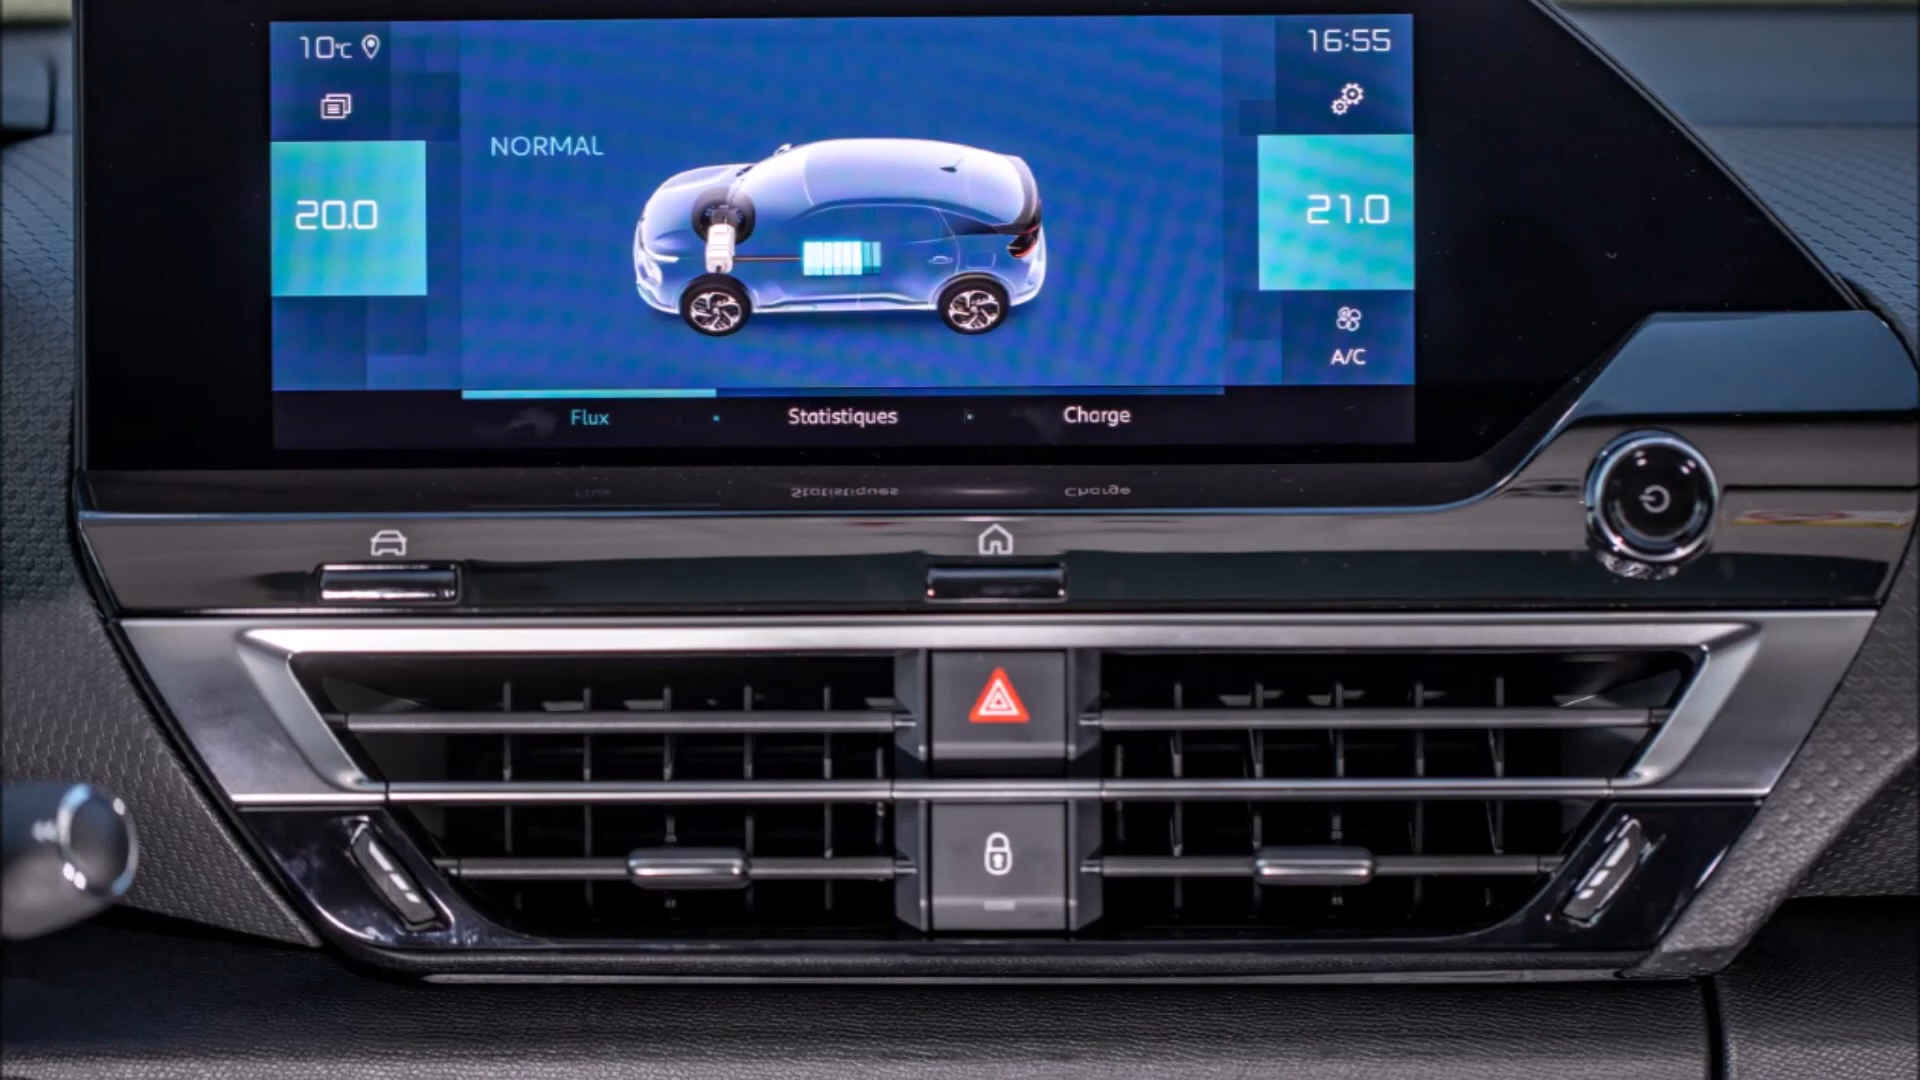 10°C
16:55
NORMAL
20.0
21.0
A/C
Flux
Statistiques
Charge